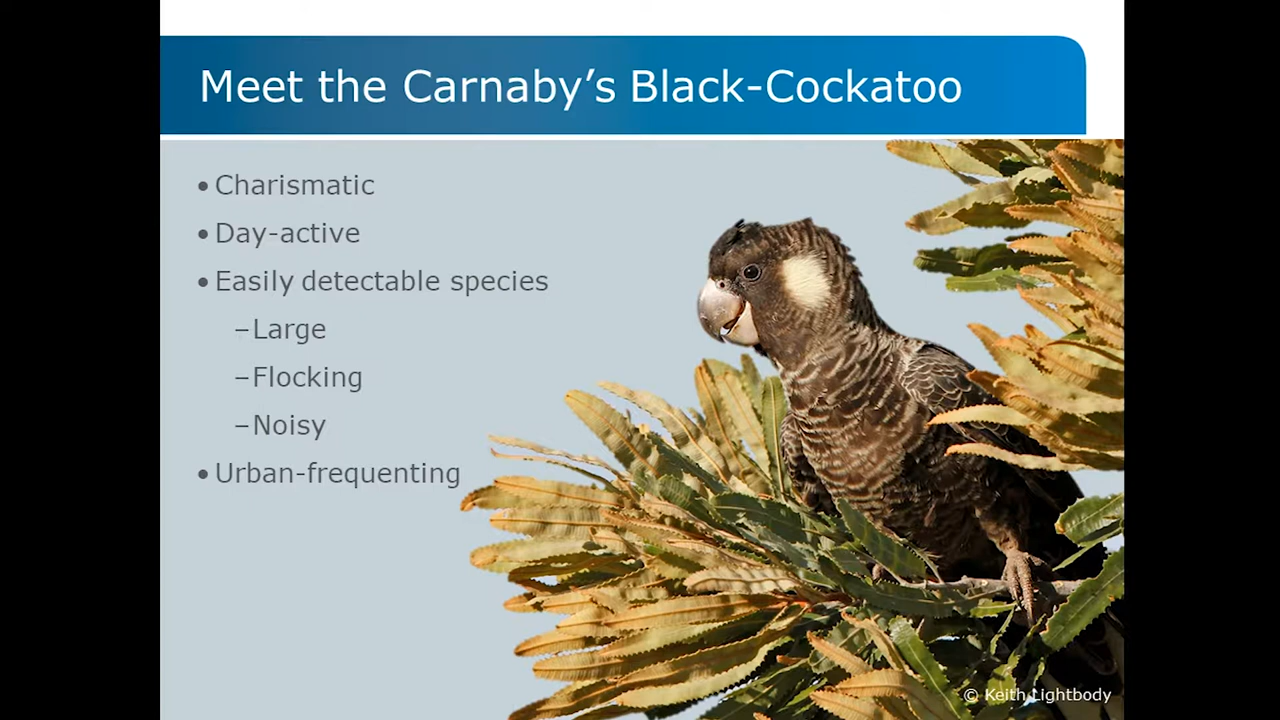 Meet the Carnaby’s Black-Cockatoo
•Charismatic
•Day-active
•Easily detectable species
–Large
–Flocking
–Noisy
•Urban-frequenting
© Keith Lightbody